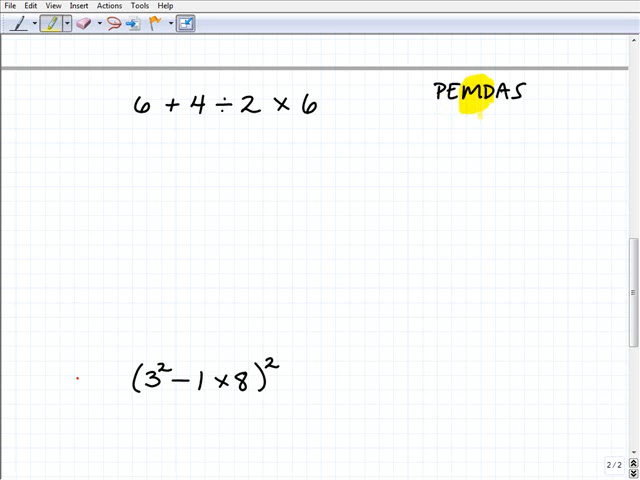 File Edit View Insert Actions Tools Help
6 + 4 ÷ 2 × 6 PEMDAS
(3² − 1 × 8)²
2 / 2